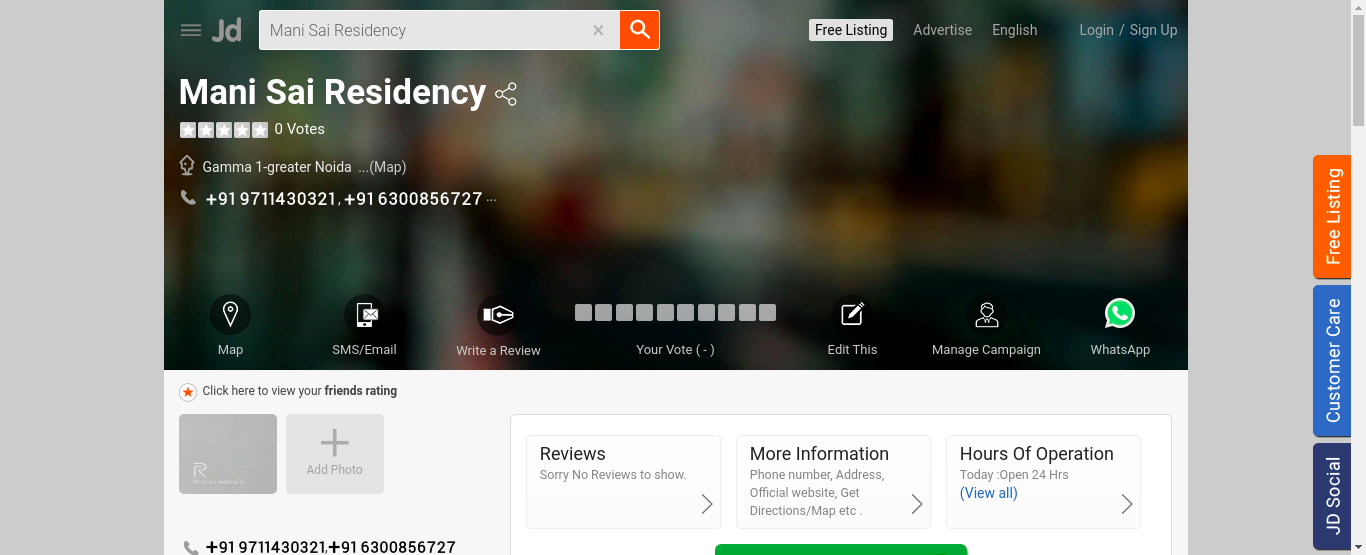 Jd
Mani Sai Residency
Free Listing
Advertise
English
Login / Sign Up
Mani Sai Residency
0 Votes
Gamma 1-greater Noida ...(Map)
+91 9711430321, +91 6300856727 ...
Map
SMS/Email
Write a Review
Your Vote ( - )
Edit This
Manage Campaign
WhatsApp
Click here to view your friends rating
R
Add Photo
Reviews
Sorry No Reviews to show.
More Information
Phone number, Address,
Official website, Get
Directions/Map etc .
Hours Of Operation
Today :Open 24 Hrs
(View all)
+91 9711430321,+91 6300856727
Free Listing
Customer Care
JD Social